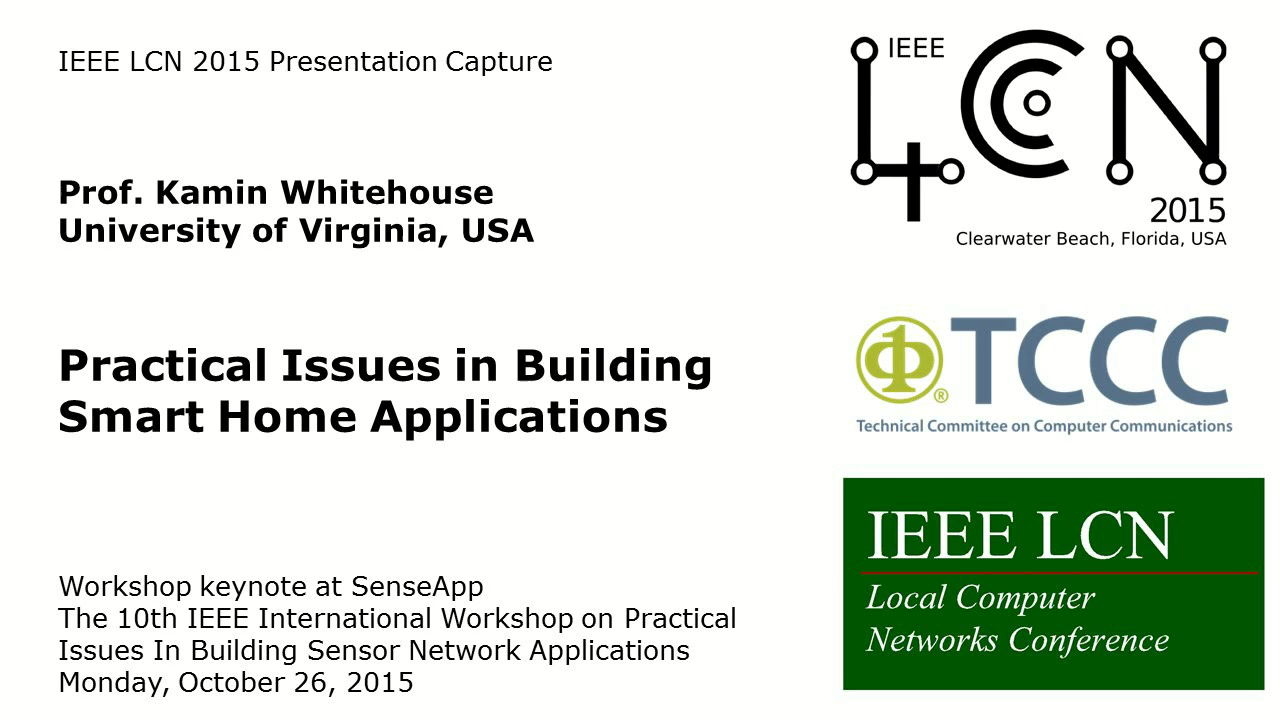 IEEE LCN 2015 Presentation Capture
Prof. Kamin Whitehouse
University of Virginia, USA
Practical Issues in Building
Smart Home Applications
Workshop keynote at SenseApp
The 10th IEEE International Workshop on Practical
Issues In Building Sensor Network Applications
Monday, October 26, 2015
IEEE
LCN
40
2015
Clearwater Beach, Florida, USA
TCCC
®
Technical Committee on Computer Communications
IEEE LCN
Local Computer
Networks Conference